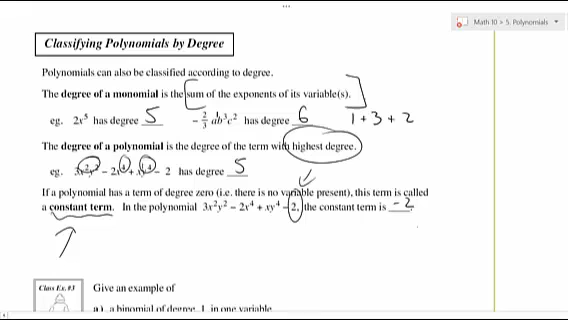 Math 10 > 5. Polynomials
Classifying Polynomials by Degree
Polynomials can also be classified according to degree.
The degree of a monomial is the sum of the exponents of its variable(s).
eg. 2x⁵ has degree 5 -2/3 ab³c² has degree 6 1 + 3 + 2
The degree of a polynomial is the degree of the term with highest degree.
eg. 3x²y² - 2x⁴ + xy⁴ - 2 has degree 5
If a polynomial has a term of degree zero (i.e. there is no variable present), this term is called
a constant term. In the polynomial 3x²y² - 2x⁴ + xy⁴ - 2, the constant term is -2
Class Ex. #3 Give an example of
a) a binomial of degree 1 in one variable